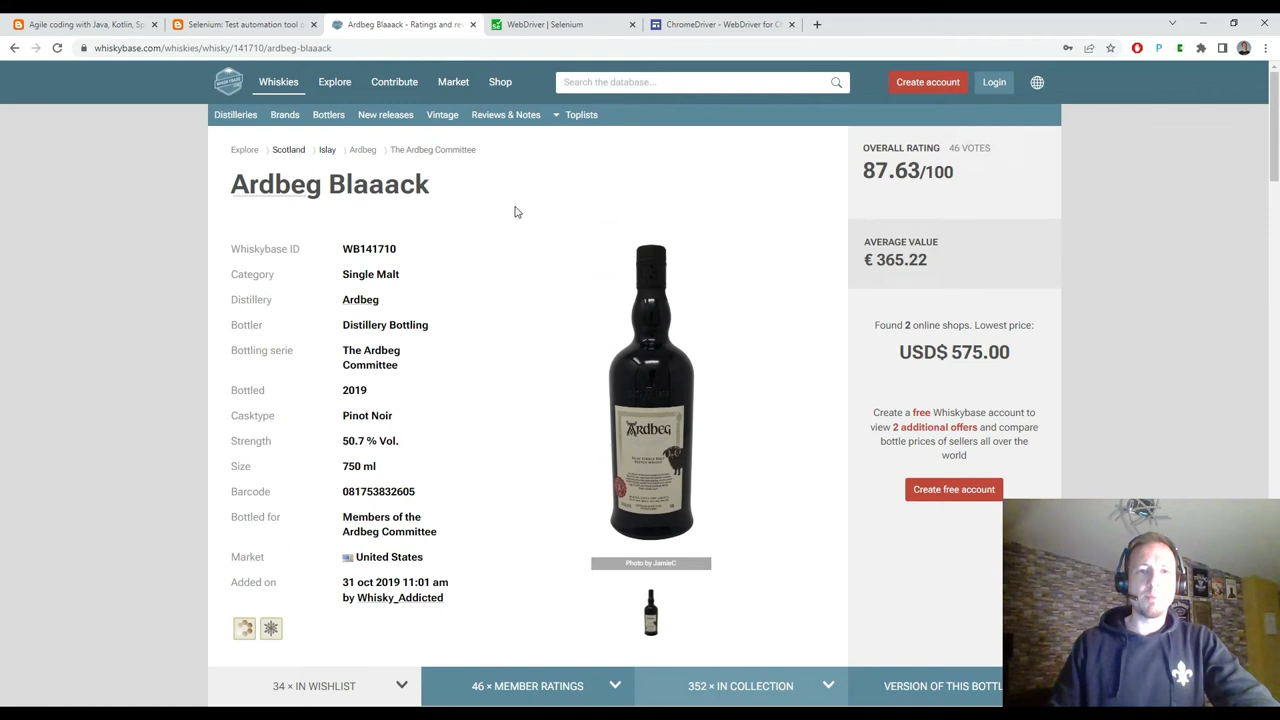 Agile coding with Java, Kotlin, Sp
Selenium: Test automation tool o
Ardbeg Blaaack - Ratings and re
WebDriver | Selenium
ChromeDriver - WebDriver for C
whiskybase.com/whiskies/whisky/141710/ardbeg-blaaack
Whiskies
Explore
Contribute
Market
Shop
Search the database...
Create account
Login
Distilleries
Brands
Bottlers
New releases
Vintage
Reviews & Notes
Toplists
Explore
Scotland
Islay
Ardbeg
The Ardbeg Committee
Ardbeg Blaaack
Whiskybase ID WB141710
Category Single Malt
Distillery Ardbeg
Bottler Distillery Bottling
Bottling serie The Ardbeg
Committee
Bottled 2019
Casktype Pinot Noir
Strength 50.7 % Vol.
Size 750 ml
Barcode 081753832605
Bottled for Members of the
Ardbeg Committee
Market United States
Added on 31 oct 2019 11:01 am
by Whisky_Addicted
ARDBEG
Photo by JamieC
OVERALL RATING 46 VOTES
87.63/100
AVERAGE VALUE
€ 365.22
Found 2 online shops. Lowest price:
USD$ 575.00
Create a free Whiskybase account to
view 2 additional offers and compare
bottle prices of sellers all over the
world
Create free account
34 × IN WISHLIST
46 × MEMBER RATINGS
352 × IN COLLECTION
VERSION OF THIS BOTTL